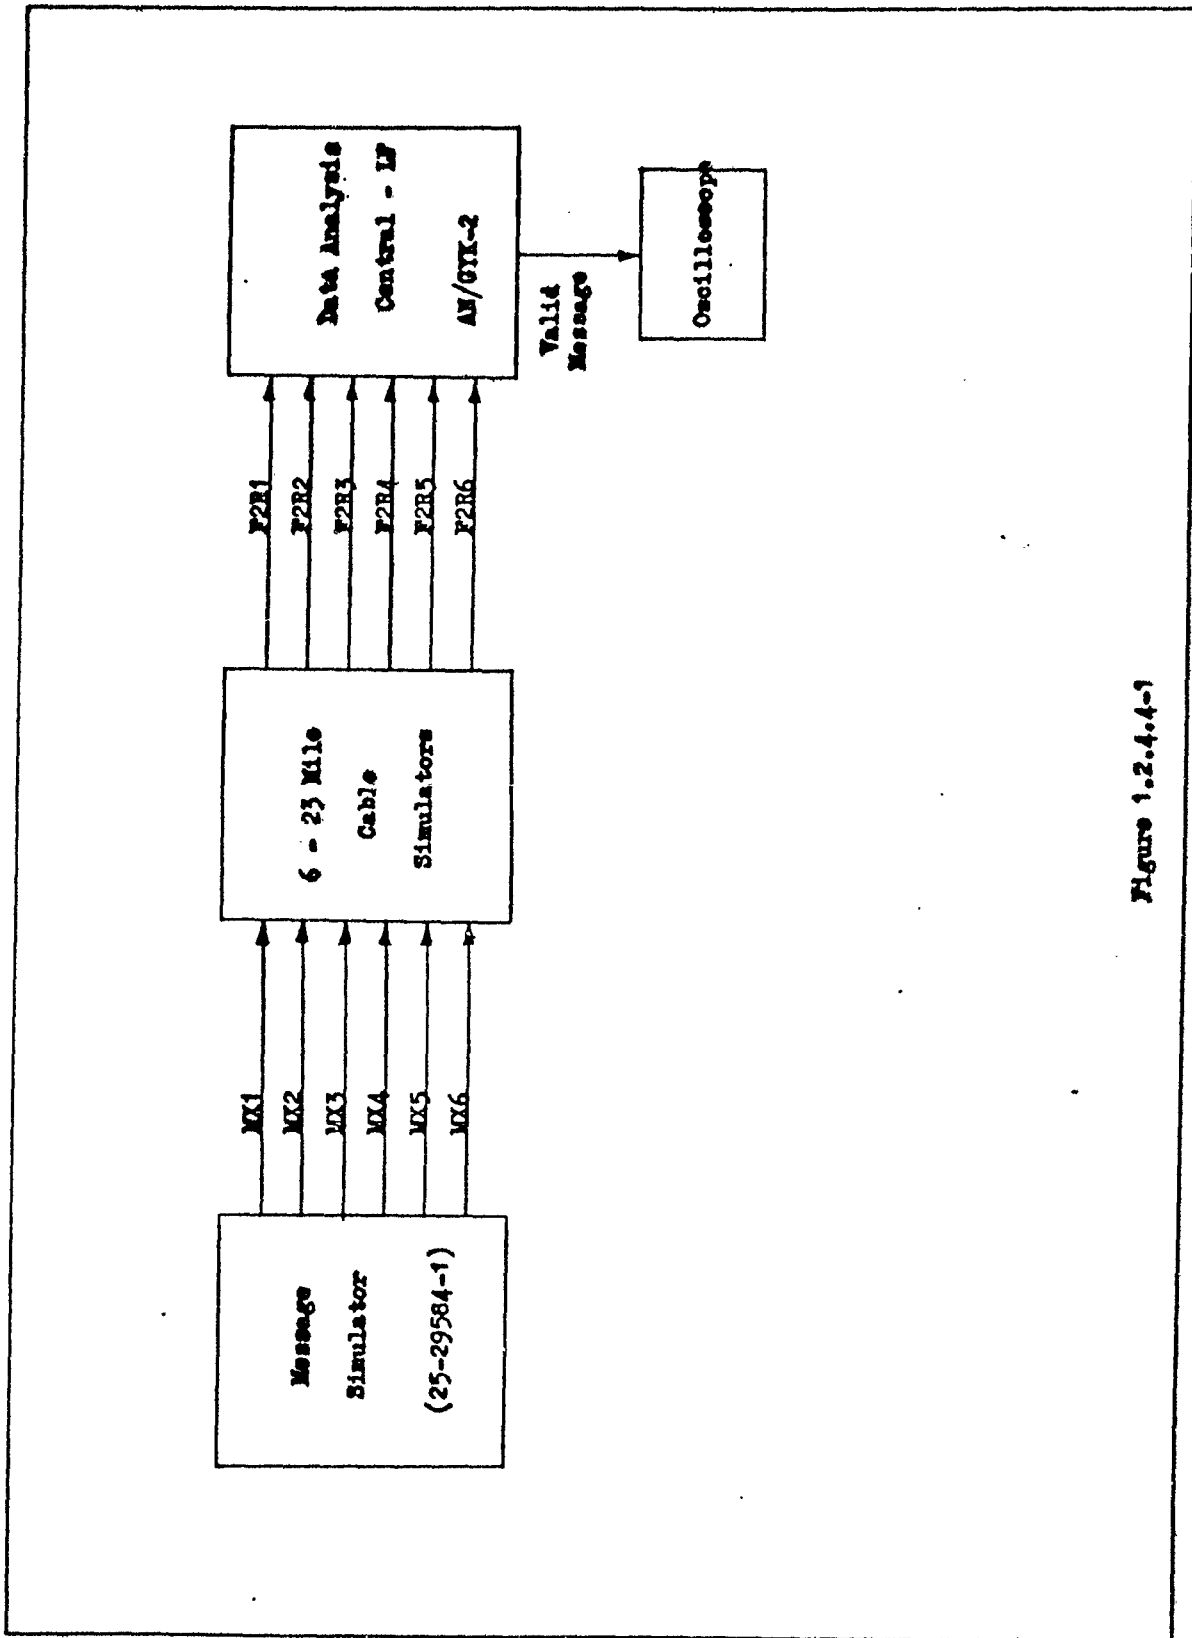 Message
Simulator
(25-29584-1)
MX1
MX2
MX3
MX4
MX5
MX6
6 - 23 Mile
Cable
Simulators
F2R1
F2R2
F2R3
F2R4
F2R5
F2R6
Data Analysis
Central - LF
AN/GYK-2
Valid
Message
Oscilloscope
Figure 1.2.4.4-1